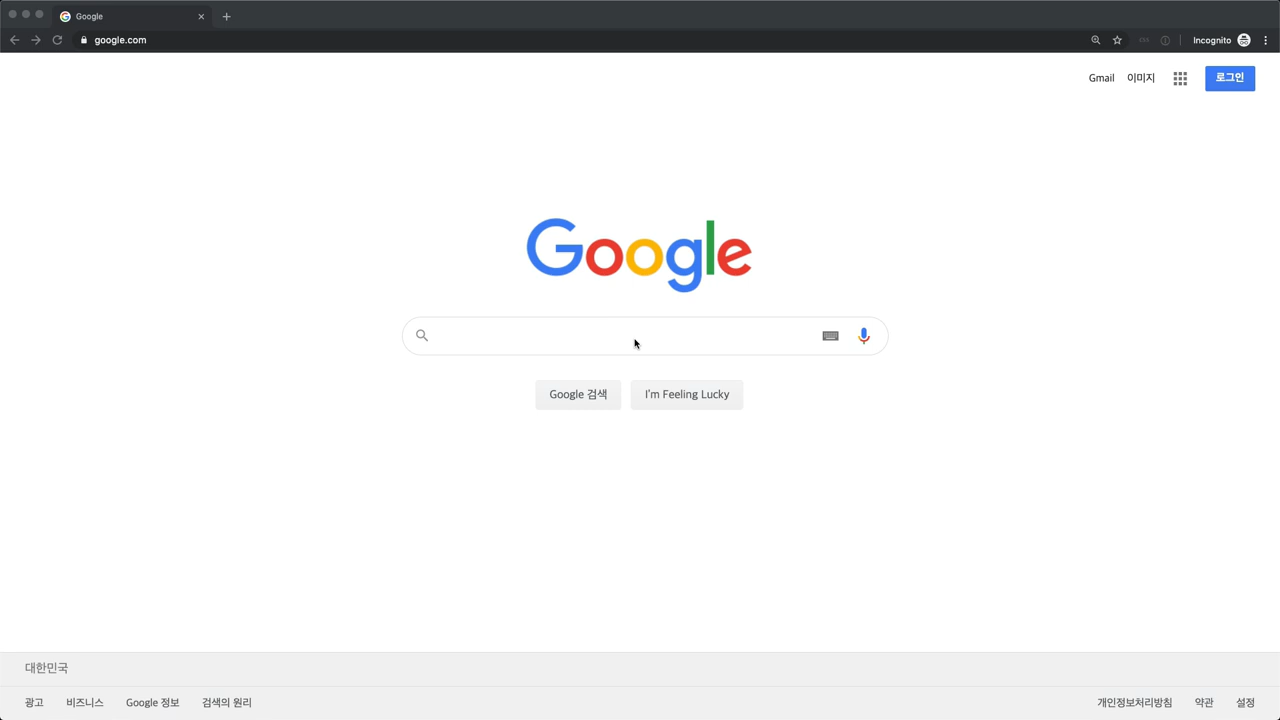 Google
google.com
Incognito
Gmail 이미지 로그인
Google
Google 검색 I'm Feeling Lucky
대한민국
광고 비즈니스 Google 정보 검색의 원리 개인정보처리방침 약관 설정